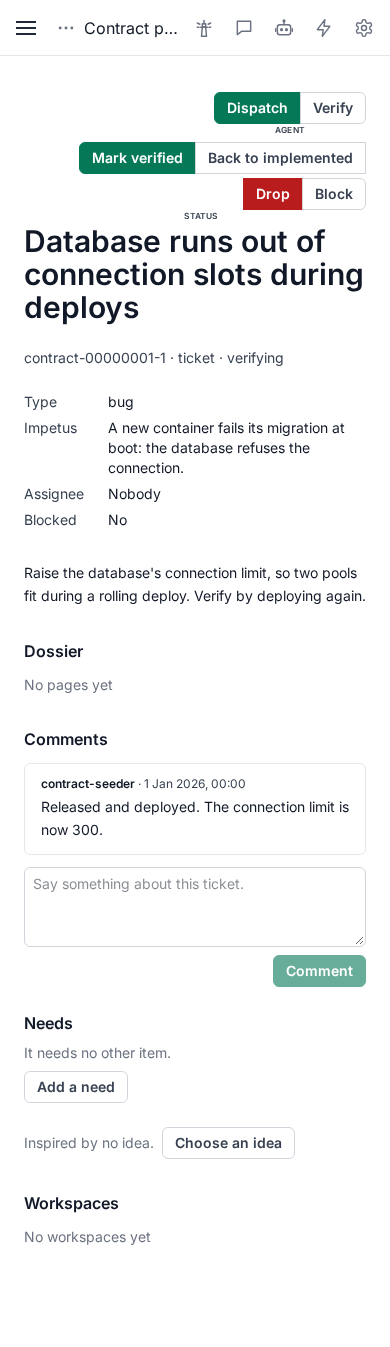 Contract p...
Dispatch Verify
AGENT
Mark verified Back to implemented
Drop Block
STATUS
Database runs out of
connection slots during
deploys
contract-00000001-1 · ticket · verifying
Type bug
Impetus A new container fails its migration at
boot: the database refuses the
connection.
Assignee Nobody
Blocked No
Raise the database's connection limit, so two pools
fit during a rolling deploy. Verify by deploying again.
Dossier
No pages yet
Comments
contract-seeder · 1 Jan 2026, 00:00
Released and deployed. The connection limit is
now 300.
Say something about this ticket.
Comment
Needs
It needs no other item.
Add a need
Inspired by no idea. Choose an idea
Workspaces
No workspaces yet